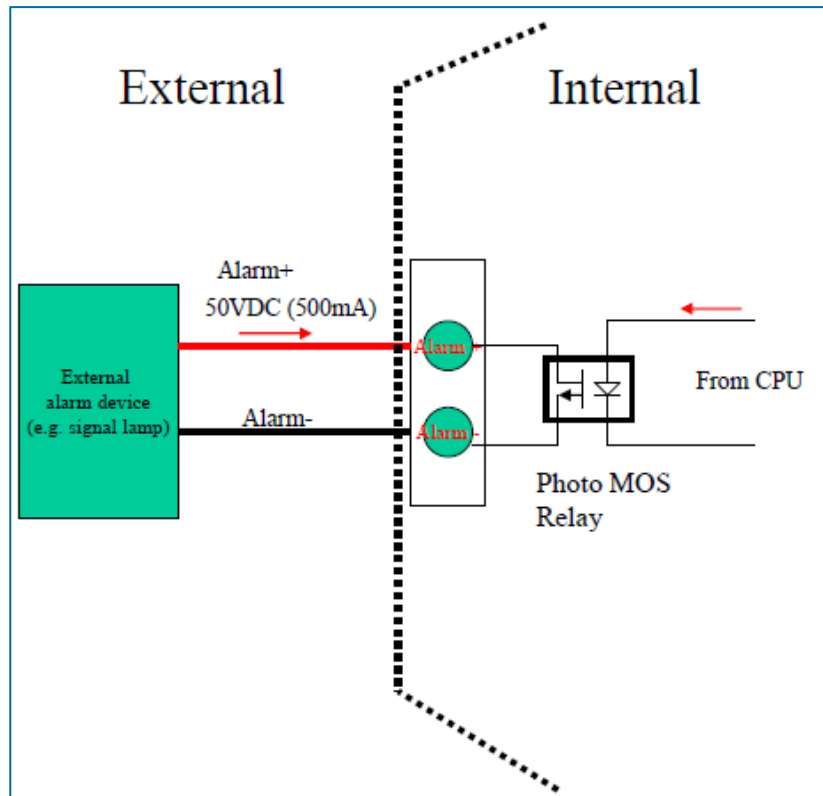 External
Internal
Alarm+
50VDC (500mA)
External
alarm device
(e.g. signal lamp)
Alarm-
Alarm +
Alarm -
From CPU
Photo MOS
Relay